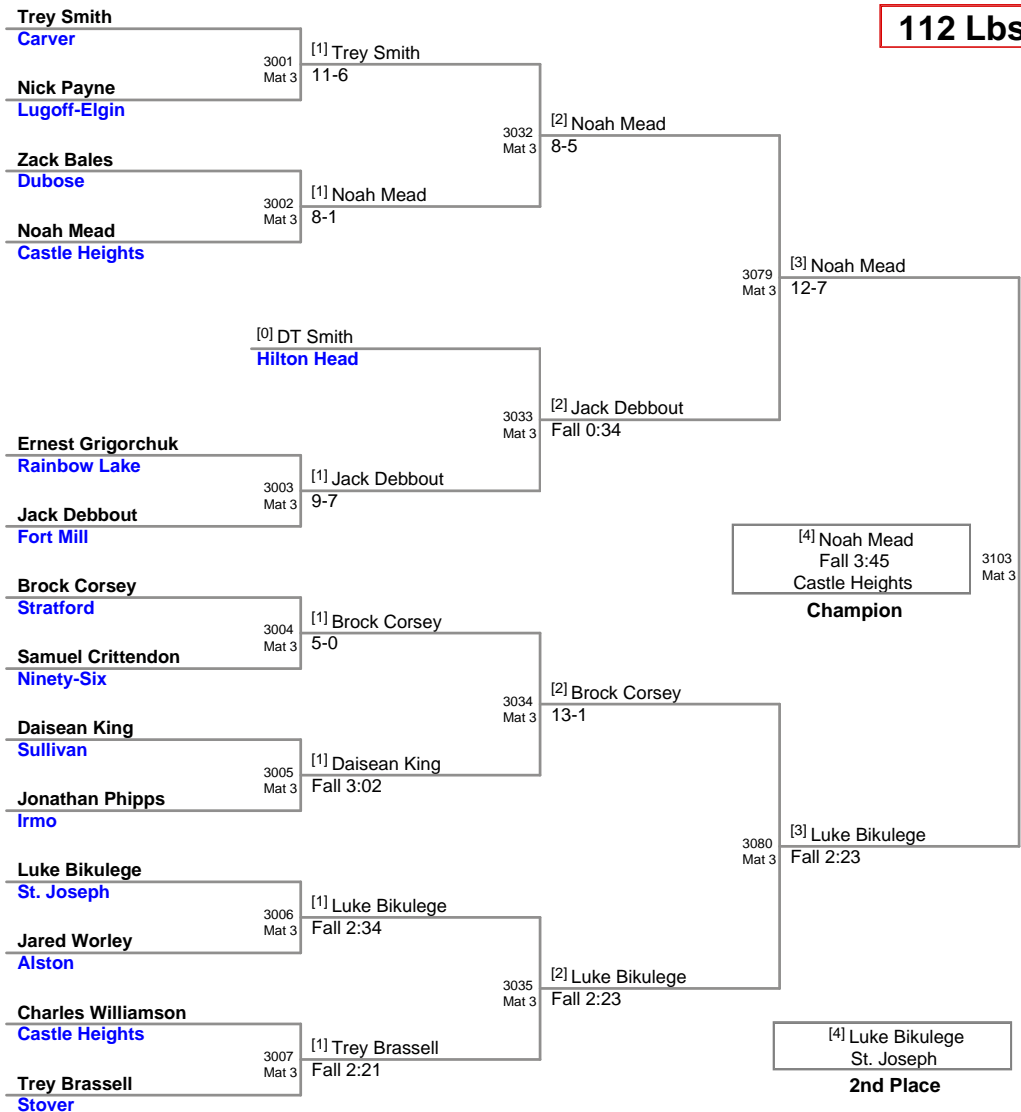 112 Lbs
Trey Smith
Carver
3001
Mat 3
[1] Trey Smith
11-6
Nick Payne
Lugoff-Elgin
3032
Mat 3
[2] Noah Mead
8-5
Zack Bales
Dubose
3002
Mat 3
[1] Noah Mead
8-1
Noah Mead
Castle Heights
3079
Mat 3
[3] Noah Mead
12-7
[0] DT Smith
Hilton Head
3033
Mat 3
[2] Jack Debbout
Fall 0:34
Ernest Grigorchuk
Rainbow Lake
3003
Mat 3
[1] Jack Debbout
9-7
Jack Debbout
Fort Mill
[4] Noah Mead
Fall 3:45
Castle Heights
Champion
3103
Mat 3
Brock Corsey
Stratford
3004
Mat 3
[1] Brock Corsey
5-0
Samuel Crittendon
Ninety-Six
3034
Mat 3
[2] Brock Corsey
13-1
Daisean King
Sullivan
3005
Mat 3
[1] Daisean King
Fall 3:02
Jonathan Phipps
Irmo
3080
Mat 3
[3] Luke Bikulege
Fall 2:23
Luke Bikulege
St. Joseph
3006
Mat 3
[1] Luke Bikulege
Fall 2:34
Jared Worley
Alston
3035
Mat 3
[2] Luke Bikulege
Fall 2:23
Charles Williamson
Castle Heights
3007
Mat 3
[1] Trey Brassell
Fall 2:21
Trey Brassell
Stover
[4] Luke Bikulege
St. Joseph
2nd Place